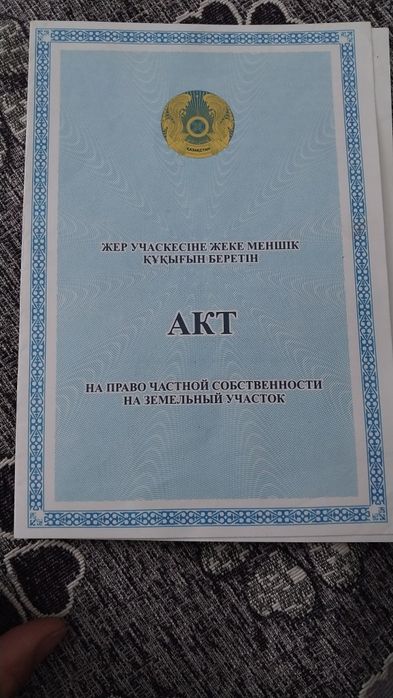 ҚАЗАҚСТАН
ЖЕР УЧАСКЕСІНЕ ЖЕКЕ МЕНШІК
ҚҰҚЫҒЫН БЕРЕТІН
АКТ
НА ПРАВО ЧАСТНОЙ СОБСТВЕННОСТИ
НА ЗЕМЕЛЬНЫЙ УЧАСТОК